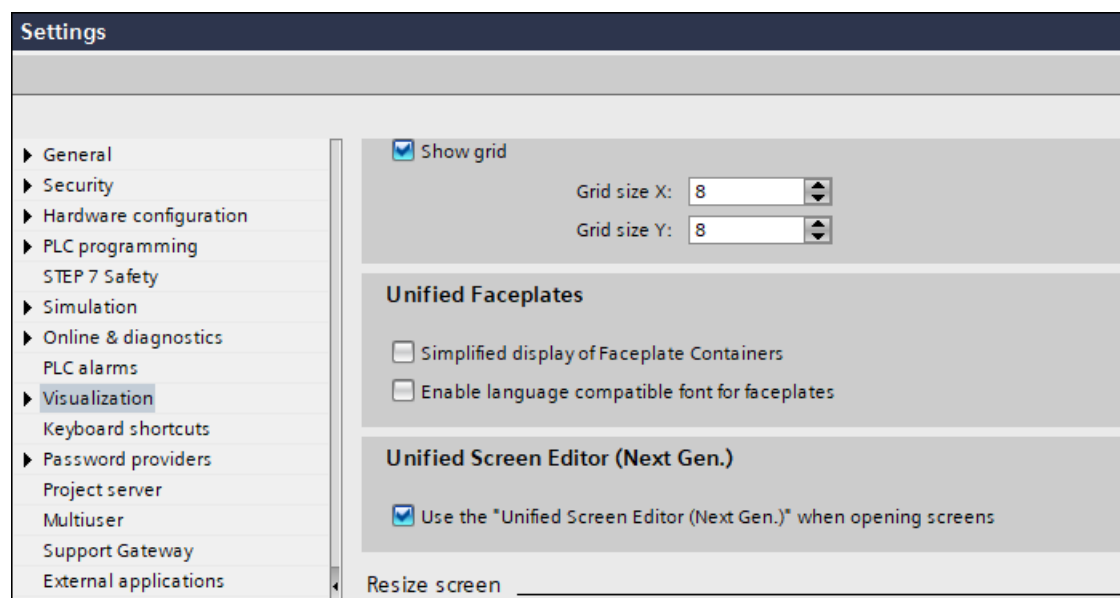 Settings
General
Security
Hardware configuration
PLC programming
STEP 7 Safety
Simulation
Online & diagnostics
PLC alarms
Visualization
Keyboard shortcuts
Password providers
Project server
Multiuser
Support Gateway
External applications
Show grid
Grid size X: 8
Grid size Y: 8
Unified Faceplates
Simplified display of Faceplate Containers
Enable language compatible font for faceplates
Unified Screen Editor (Next Gen.)
Use the "Unified Screen Editor (Next Gen.)" when opening screens
Resize screen